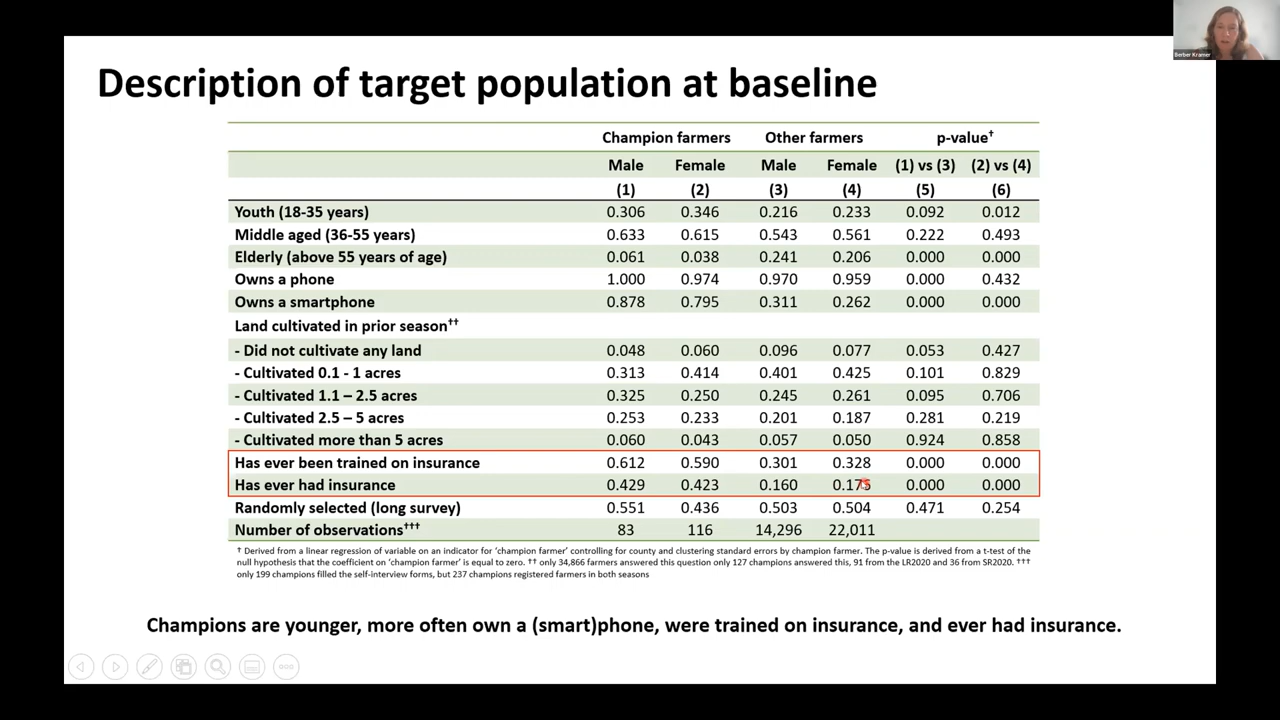 Berber Kramer
Description of target population at baseline
Champion farmers Other farmers p-value†
Male Female Male Female (1) vs (3) (2) vs (4)
(1) (2) (3) (4) (5) (6)
Youth (18-35 years) 0.306 0.346 0.216 0.233 0.092 0.012
Middle aged (36-55 years) 0.633 0.615 0.543 0.561 0.222 0.493
Elderly (above 55 years of age) 0.061 0.038 0.241 0.206 0.000 0.000
Owns a phone 1.000 0.974 0.970 0.959 0.000 0.432
Owns a smartphone 0.878 0.795 0.311 0.262 0.000 0.000
Land cultivated in prior season††
- Did not cultivate any land 0.048 0.060 0.096 0.077 0.053 0.427
- Cultivated 0.1 - 1 acres 0.313 0.414 0.401 0.425 0.101 0.829
- Cultivated 1.1 – 2.5 acres 0.325 0.250 0.245 0.261 0.095 0.706
- Cultivated 2.5 – 5 acres 0.253 0.233 0.201 0.187 0.281 0.219
- Cultivated more than 5 acres 0.060 0.043 0.057 0.050 0.924 0.858
Has ever been trained on insurance 0.612 0.590 0.301 0.328 0.000 0.000
Has ever had insurance 0.429 0.423 0.160 0.175 0.000 0.000
Randomly selected (long survey) 0.551 0.436 0.503 0.504 0.471 0.254
Number of observations††† 83 116 14,296 22,011
† Derived from a linear regression of variable on an indicator for 'champion farmer' controlling for county and clustering standard errors by champion farmer. The p-value is derived from a t-test of the
null hypothesis that the coefficient on 'champion farmer' is equal to zero. †† only 34,866 farmers answered this question only 127 champions answered this, 91 from the LR2020 and 36 from SR2020. †††
only 199 champions filled the self-interview forms, but 237 champions registered farmers in both seasons
Champions are younger, more often own a (smart)phone, were trained on insurance, and ever had insurance.